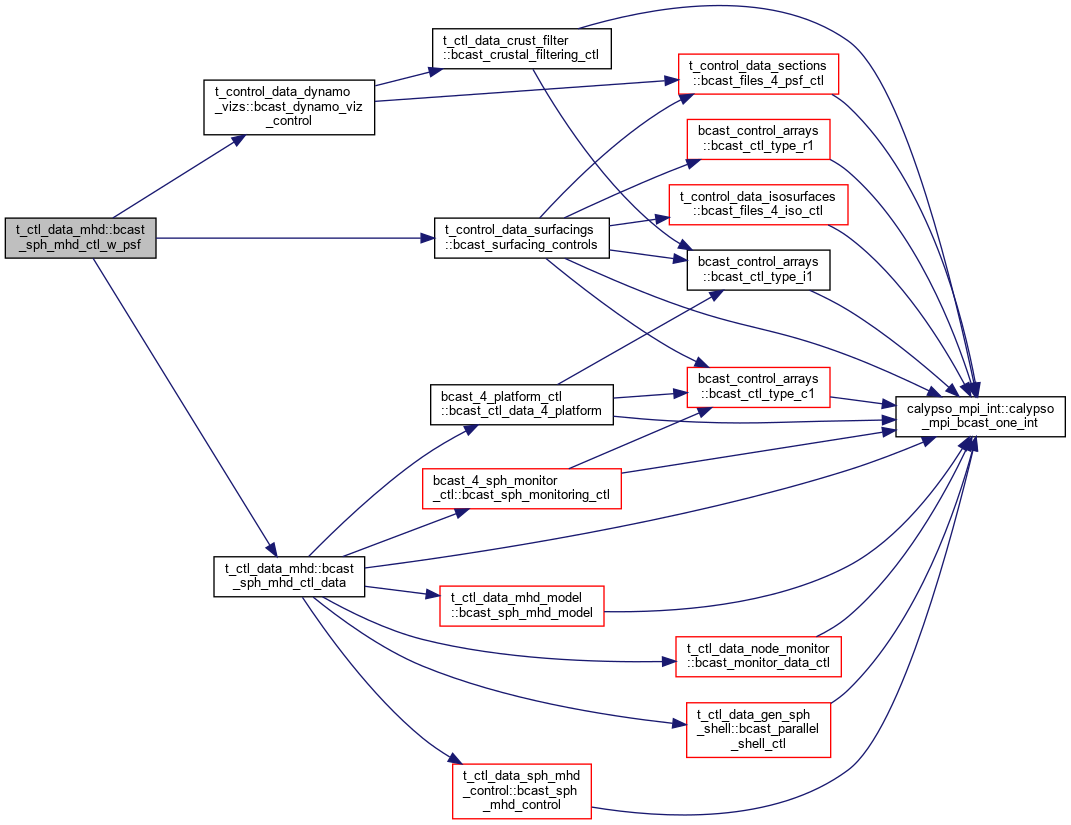 t_ctl_data_mhd::bcast
_sph_mhd_ctl_w_psf
t_control_data_dynamo
_vizs::bcast_dynamo_viz
_control
t_ctl_data_crust_filter
::bcast_crustal_filtering_ctl
t_control_data_sections
::bcast_files_4_psf_ctl
bcast_control_arrays
::bcast_ctl_type_r1
t_control_data_isosurfaces
::bcast_files_4_iso_ctl
t_control_data_surfacings
::bcast_surfacing_controls
bcast_control_arrays
::bcast_ctl_type_i1
bcast_control_arrays
::bcast_ctl_type_c1
bcast_4_platform_ctl
::bcast_ctl_data_4_platform
calypso_mpi_int::calypso
_mpi_bcast_one_int
bcast_4_sph_monitor
_ctl::bcast_sph_monitoring_ctl
t_ctl_data_mhd::bcast
_sph_mhd_ctl_data
t_ctl_data_mhd_model
::bcast_sph_mhd_model
t_ctl_data_node_monitor
::bcast_monitor_data_ctl
t_ctl_data_gen_sph
_shell::bcast_parallel
_shell_ctl
t_ctl_data_sph_mhd
_control::bcast_sph
_mhd_control